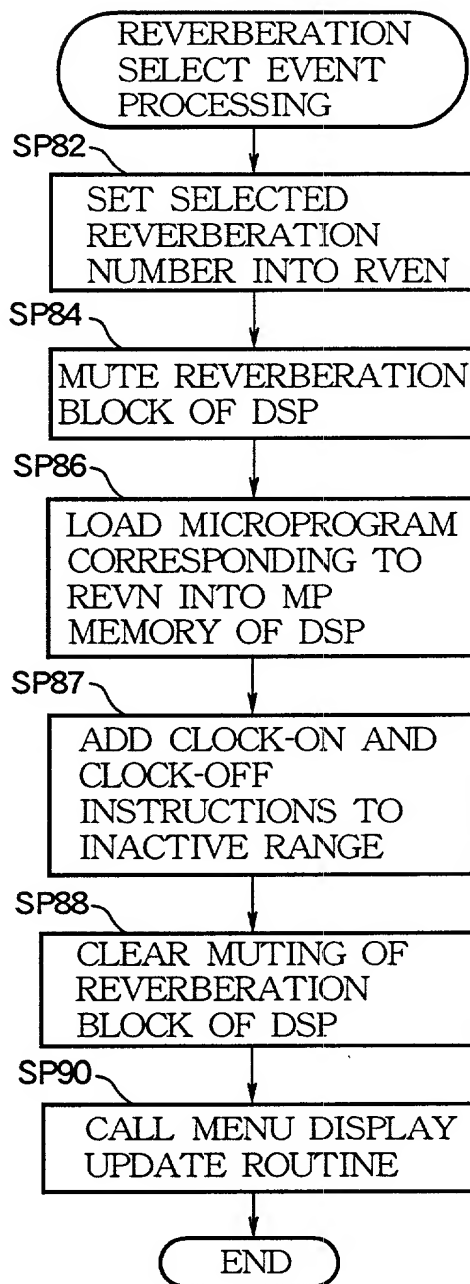 REVERBERATION
SELECT EVENT
PROCESSING
SP82
SET SELECTED
REVERBERATION
NUMBER INTO RVEN
SP84
MUTE REVERBERATION
BLOCK OF DSP
SP86
LOAD MICROPROGRAM
CORRESPONDING TO
REVN INTO MP
MEMORY OF DSP
SP87
ADD CLOCK-ON AND
CLOCK-OFF
INSTRUCTIONS TO
INACTIVE RANGE
SP88
CLEAR MUTING OF
REVERBERATION
BLOCK OF DSP
SP90
CALL MENU DISPLAY
UPDATE ROUTINE
END